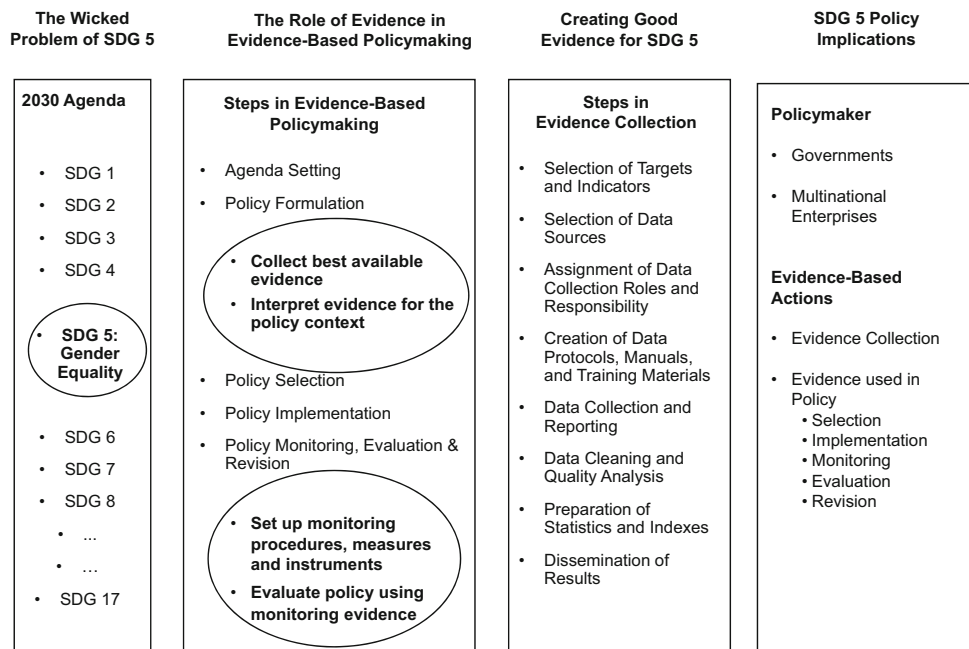 The Wicked
Problem of SDG 5
2030 Agenda
• SDG 1
• SDG 2
• SDG 3
• SDG 4
• SDG 5:
Gender
Equality
• SDG 6
• SDG 7
• SDG 8
• ...
• ...
• SDG 17
The Role of Evidence in
Evidence-Based Policymaking
Steps in Evidence-Based
Policymaking
• Agenda Setting
• Policy Formulation
• Collect best available
evidence
• Interpret evidence for the
policy context
• Policy Selection
• Policy Implementation
• Policy Monitoring, Evaluation &
Revision
• Set up monitoring
procedures, measures
and instruments
• Evaluate policy using
monitoring evidence
Creating Good
Evidence for SDG 5
Steps in
Evidence Collection
• Selection of Targets
and Indicators
• Selection of Data
Sources
• Assignment of Data
Collection Roles and
Responsibility
• Creation of Data
Protocols, Manuals,
and Training Materials
• Data Collection and
Reporting
• Data Cleaning and
Quality Analysis
• Preparation of
Statistics and Indexes
• Dissemination of
Results
SDG 5 Policy
Implications
Policymaker
• Governments
• Multinational
Enterprises
Evidence-Based
Actions
• Evidence Collection
• Evidence used in
Policy
• Selection
• Implementation
• Monitoring
• Evaluation
• Revision